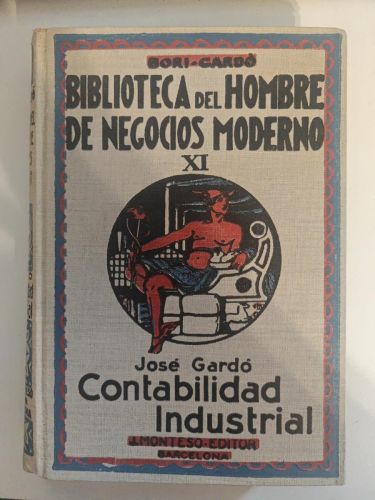 BORI-GARDÓ
BIBLIOTECA DEL HOMBRE
DE NEGOCIOS MODERNO
XI
José Gardó
Contabilidad
Industrial
J. MONTESO-EDITOR
BARCELONA